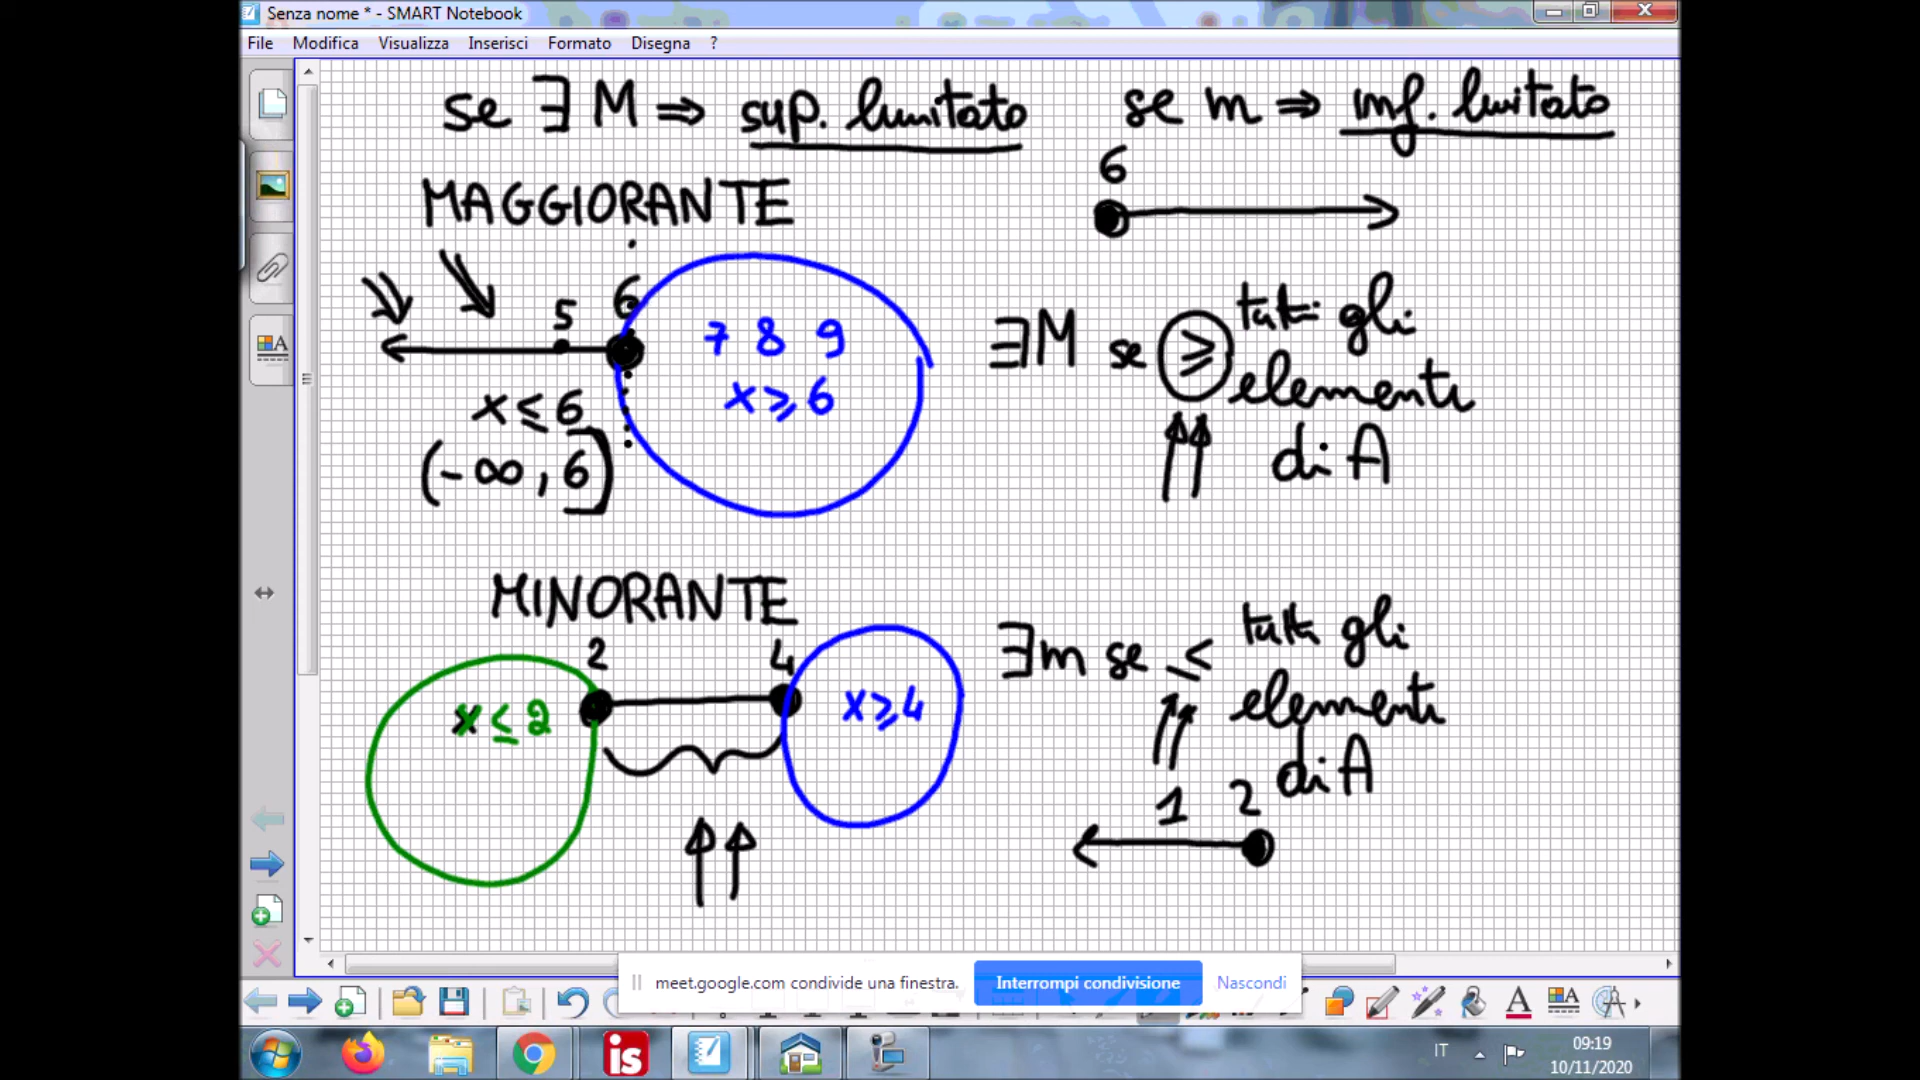 Senza nome * - SMART Notebook
File Modifica Visualizza Inserisci Formato Disegna ?
se ∃ M ⇒ sup. limitato
se m ⇒ inf. limitato
MAGGIORANTE
6
5 6
7 8 9
x ≥ 6
x ≤ 6
(-∞, 6]
∃M se ≥ tutti gli
elementi
di A
MINORANTE
2 4
x ≤ 2
x ≥ 4
∃m se ≤ tutti gli
elementi
di A
1 2
meet.google.com condivide una finestra. Interrompi condivisione Nascondi
IT
09:19
10/11/2020